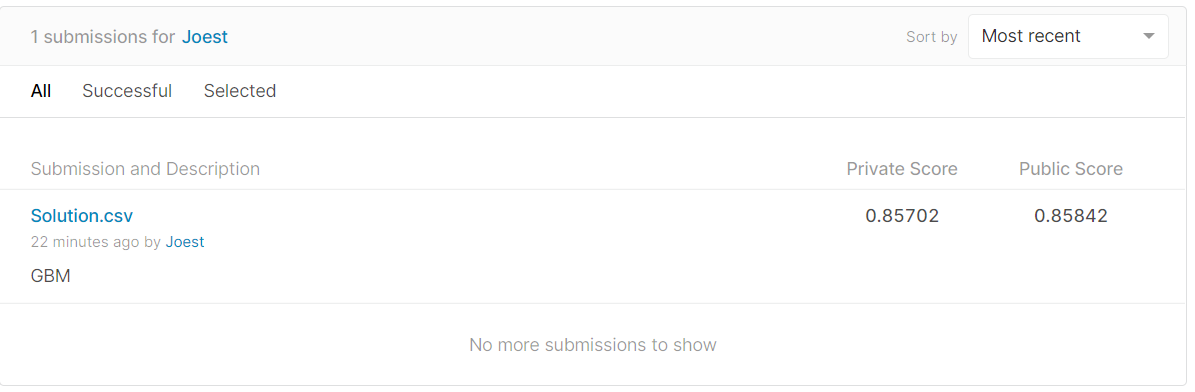 1 submissions for Joest Sort by Most recent
All Successful Selected
Submission and Description Private Score Public Score
Solution.csv 0.85702 0.85842
22 minutes ago by Joest
GBM
No more submissions to show